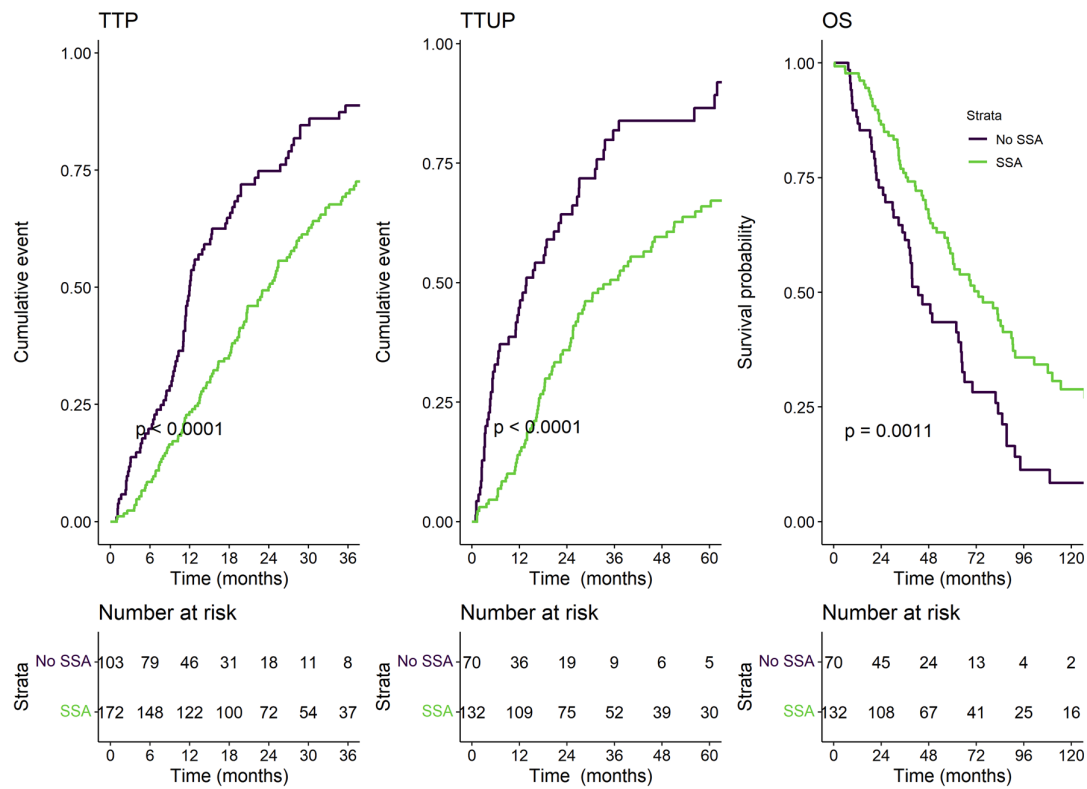 TTP
Cumulative event
1.00
0.75
0.50
0.25
0.00
p < 0.0001
0 6 12 18 24 30 36
Time (months)
Number at risk
Strata
No SSA 103 79 46 31 18 11 8
SSA 172 148 122 100 72 54 37
0 6 12 18 24 30 36
Time (months)
TTUP
Cumulative event
1.00
0.75
0.50
0.25
0.00
p < 0.0001
0 12 24 36 48 60
Time (months)
Number at risk
Strata
No SSA 70 36 19 9 6 5
SSA 132 109 75 52 39 30
0 12 24 36 48 60
Time (months)
OS
Survival probability
1.00
0.75
0.50
0.25
0.00
Strata
No SSA
SSA
p = 0.0011
0 24 48 72 96 120
Time (months)
Number at risk
Strata
No SSA 70 45 24 13 4 2
SSA 132 108 67 41 25 16
0 24 48 72 96 120
Time (months)